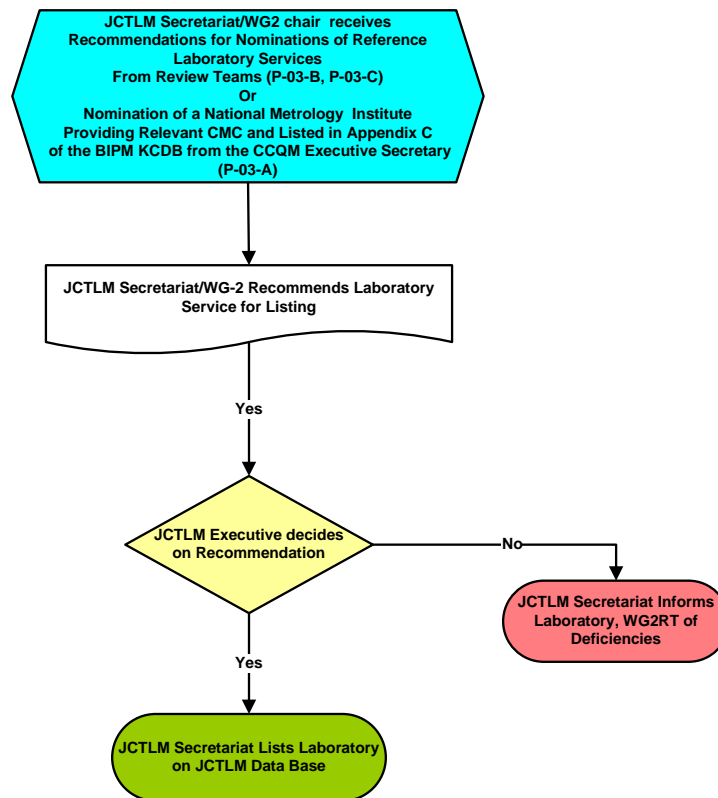 JCTLM Secretariat/WG2 chair receives
Recommendations for Nominations of Reference
Laboratory Services
From Review Teams (P-03-B, P-03-C)
Or
Nomination of a National Metrology Institute
Providing Relevant CMC and Listed in Appendix C
of the BIPM KCDB from the CCQM Executive Secretary
(P-03-A)
JCTLM Secretariat/WG-2 Recommends Laboratory
Service for Listing
Yes
JCTLM Executive decides
on Recommendation
No
JCTLM Secretariat Informs
Laboratory, WG2RT of
Deficiencies
Yes
JCTLM Secretariat Lists Laboratory
on JCTLM Data Base